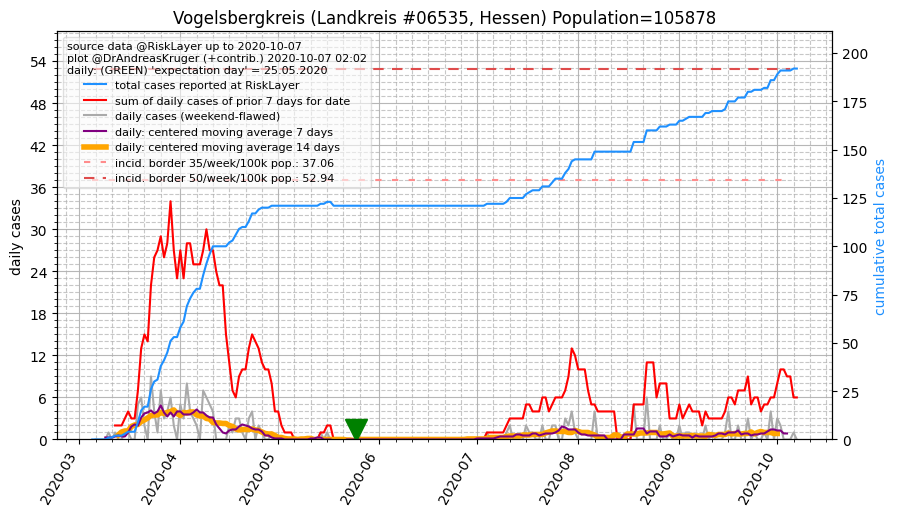 Vogelsbergkreis (Landkreis #06535, Hessen) Population=105878
source data @RiskLayer up to 2020-10-07
plot @DrAndreasKruger (+contrib.) 2020-10-07 02:02
daily: (GREEN) 'expectation day' = 25.05.2020
total cases reported at RiskLayer
sum of daily cases of prior 7 days for date
daily cases (weekend-flawed)
daily: centered moving average 7 days
daily: centered moving average 14 days
incid. border 35/week/100k pop.: 37.06
incid. border 50/week/100k pop.: 52.94
daily cases
54
48
42
36
30
24
18
12
6
0
cumulative total cases
200
175
150
125
100
75
50
25
0
2020-03
2020-04
2020-05
2020-06
2020-07
2020-08
2020-09
2020-10